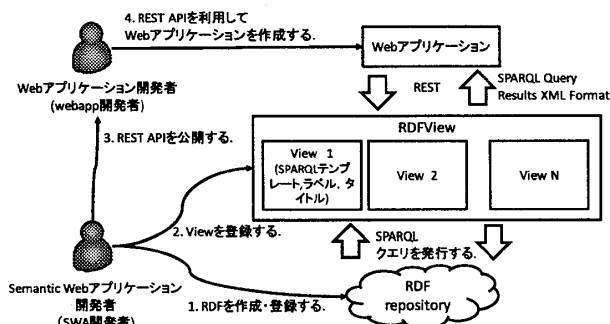 4. REST APIを利用して
Webアプリケーションを作成する.
Webアプリケーション
Webアプリケーション開発者
(webapp開発者)
REST
SPARQL Query
Results XML Format
3. REST APIを公開する.
RDFView
View 1
(SPARQLテンプ
レート,ラベル, タ
イトル)
View 2
View N
2. Viewを登録する.
SPARQL
クエリを発行する.
Semantic Webアプリケーション
開発者
(SWA開発者)
1. RDFを作成・登録する.
RDF
repository